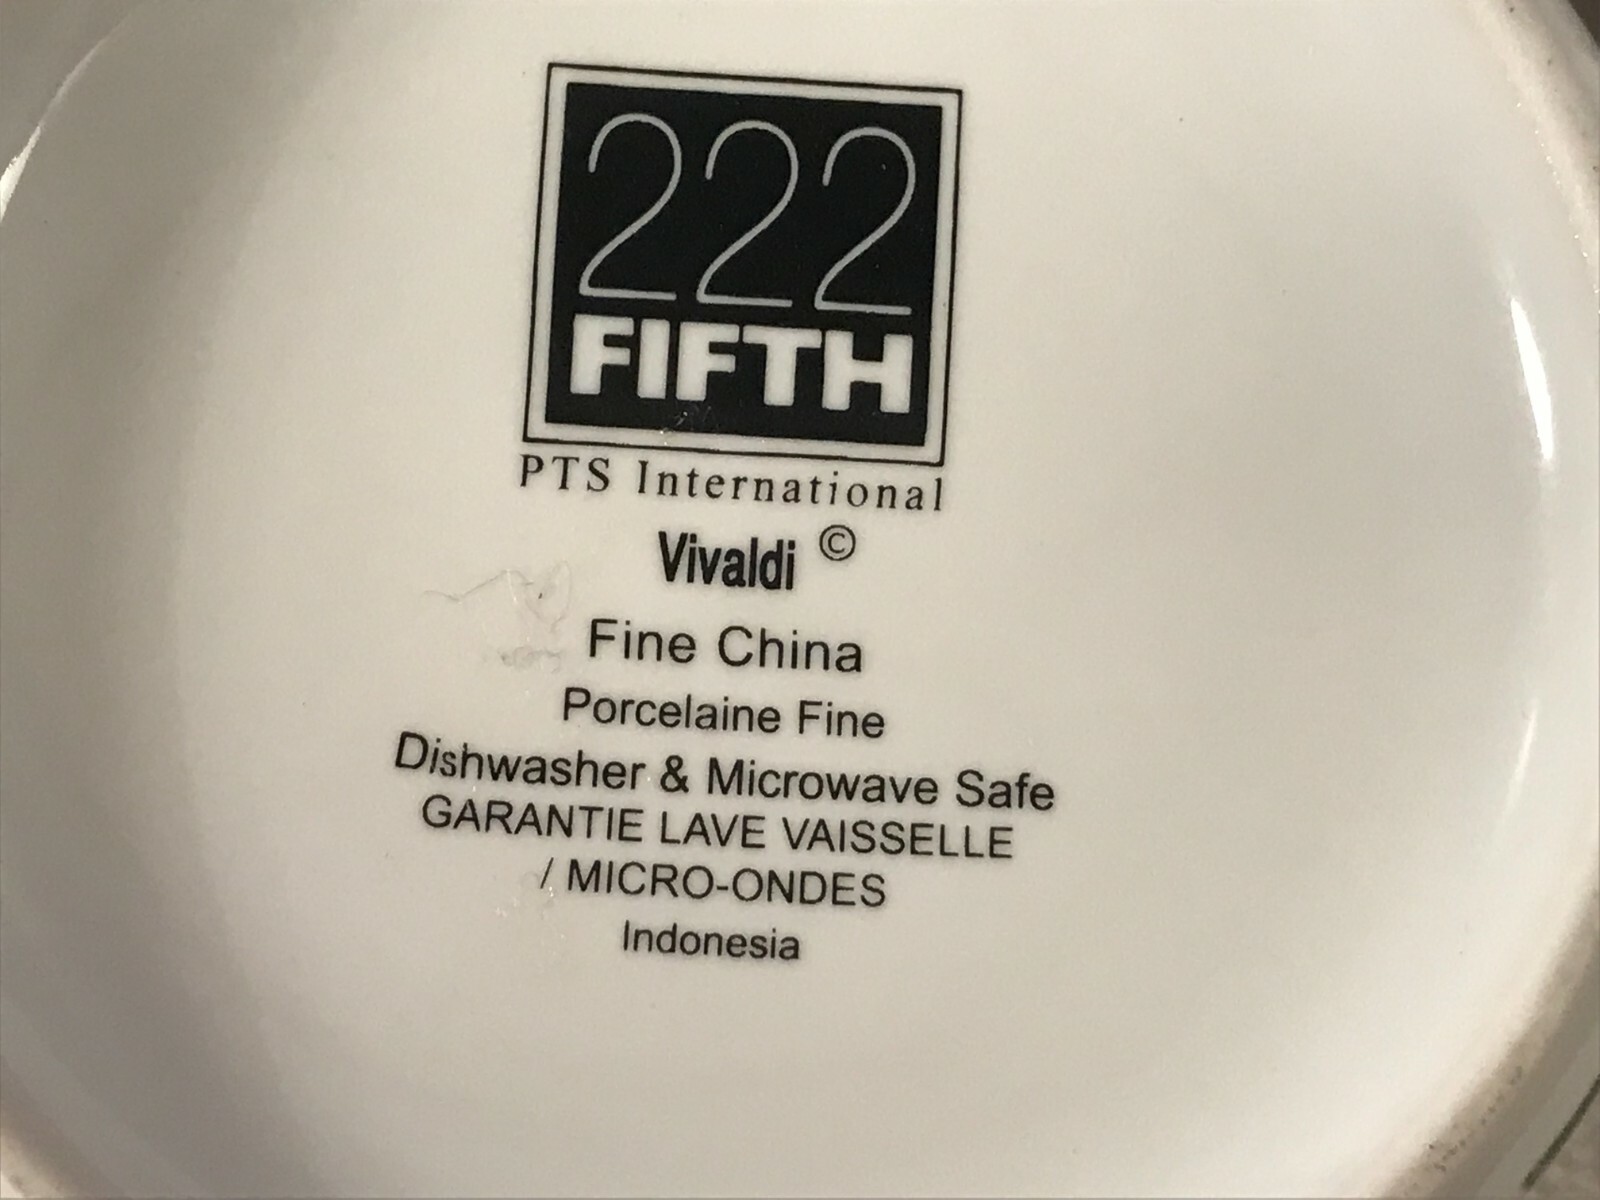 222
FIFTH
PTS International
Vivaldi ©
Fine China
Porcelaine Fine
Dishwasher & Microwave Safe
GARANTIE LAVE VAISSELLE
/ MICRO-ONDES
Indonesia